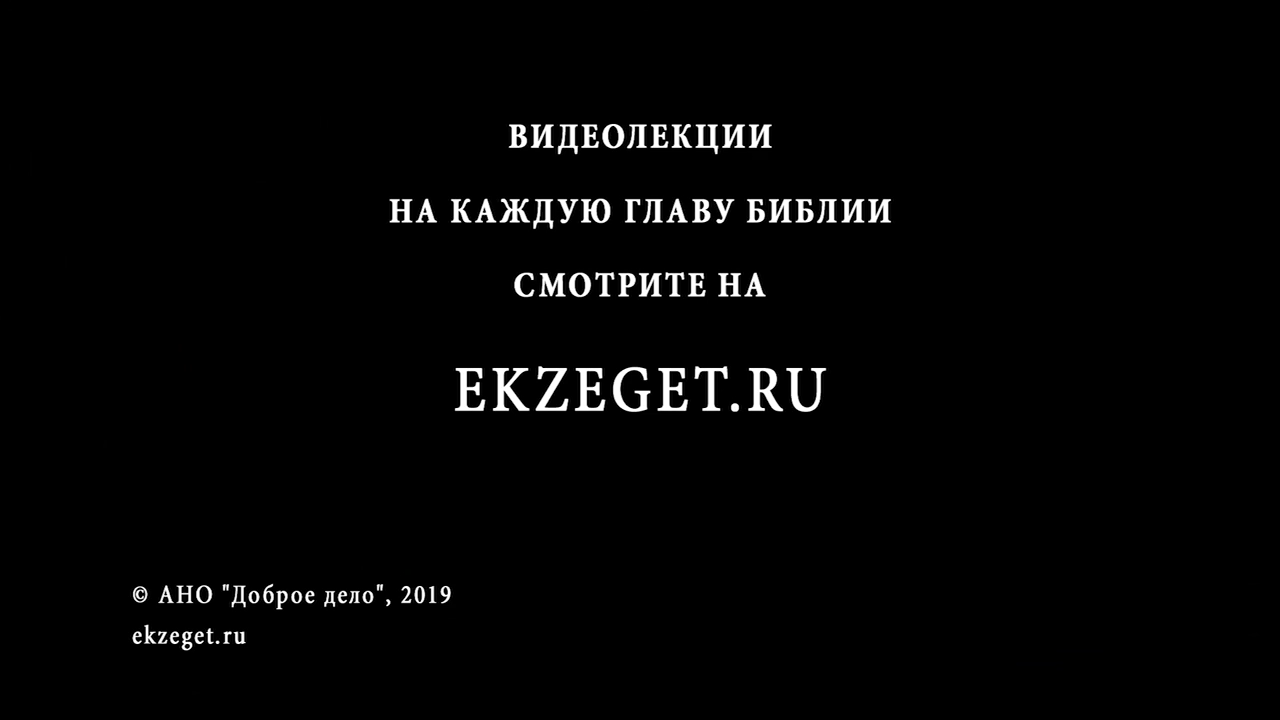 ВИДЕОЛЕКЦИИ
НА КАЖДУЮ ГЛАВУ БИБЛИИ
СМОТРИТЕ НА
EKZEGET.RU
© АНО "Доброе дело", 2019
ekzeget.ru